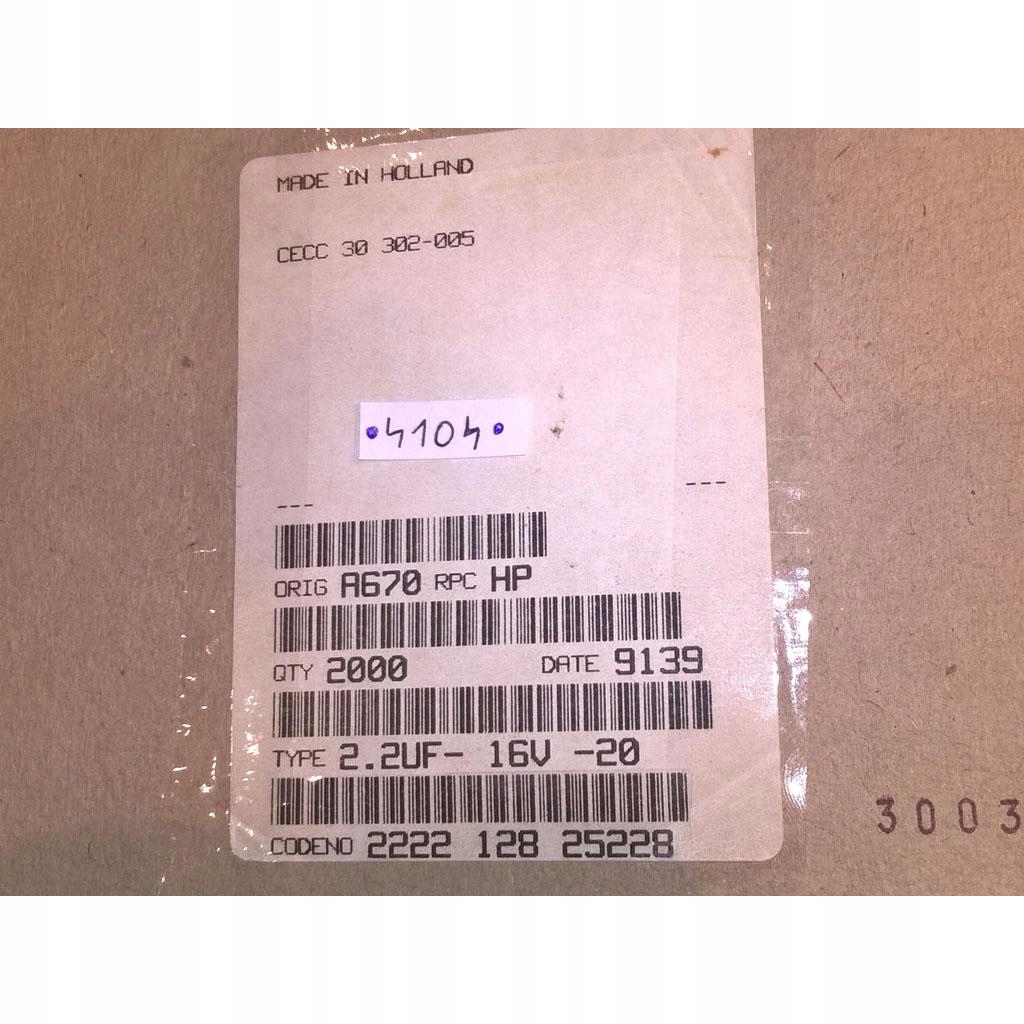 MADE IN HOLLAND
CECC 30 302-005
•4104•
--- ---
ORIG A670 RPC HP
QTY 2000 DATE 9139
TYPE 2.2UF- 16V -20
CODENO 2222 128 25228
3003